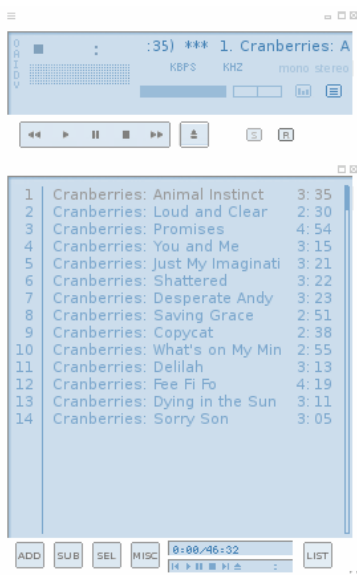 O
A
I
D
V
:
:35) *** 1. Cranberries: A
KBPS KHZ mono stereo
S R
1 Cranberries: Animal Instinct 3:35
2 Cranberries: Loud and Clear 2:30
3 Cranberries: Promises 4:54
4 Cranberries: You and Me 3:15
5 Cranberries: Just My Imaginati 3:21
6 Cranberries: Shattered 3:22
7 Cranberries: Desperate Andy 3:23
8 Cranberries: Saving Grace 2:51
9 Cranberries: Copycat 2:38
10 Cranberries: What's on My Min 2:55
11 Cranberries: Delilah 3:13
12 Cranberries: Fee Fi Fo 4:19
13 Cranberries: Dying in the Sun 3:11
14 Cranberries: Sorry Son 3:05
ADD SUB SEL MISC 0:00/46:32 LIST
: